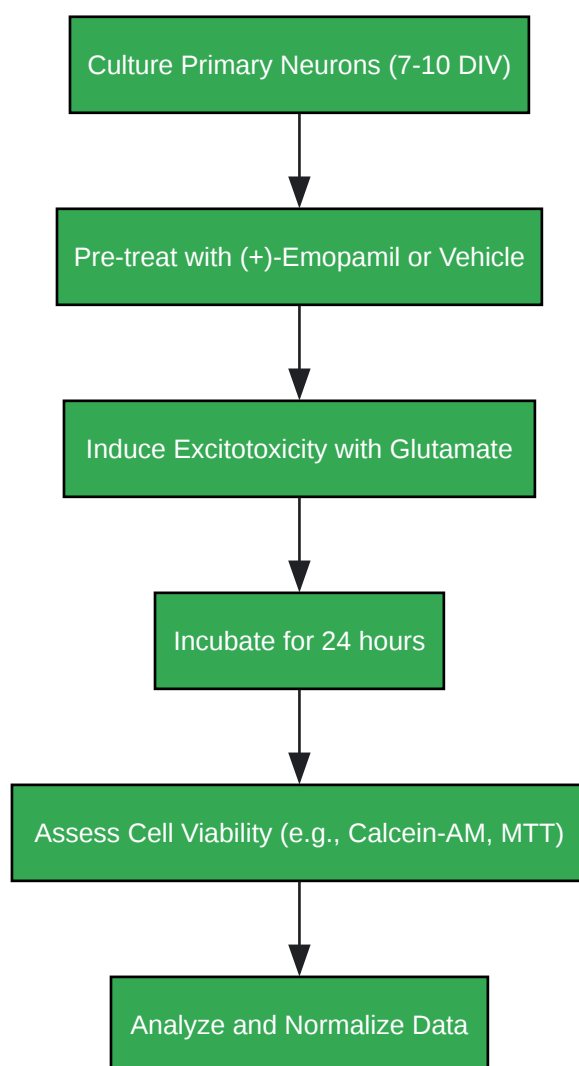 Culture Primary Neurons (7-10 DIV)
Pre-treat with (+)-Emopamil or Vehicle
Induce Excitotoxicity with Glutamate
Incubate for 24 hours
Assess Cell Viability (e.g., Calcein-AM, MTT)
Analyze and Normalize Data